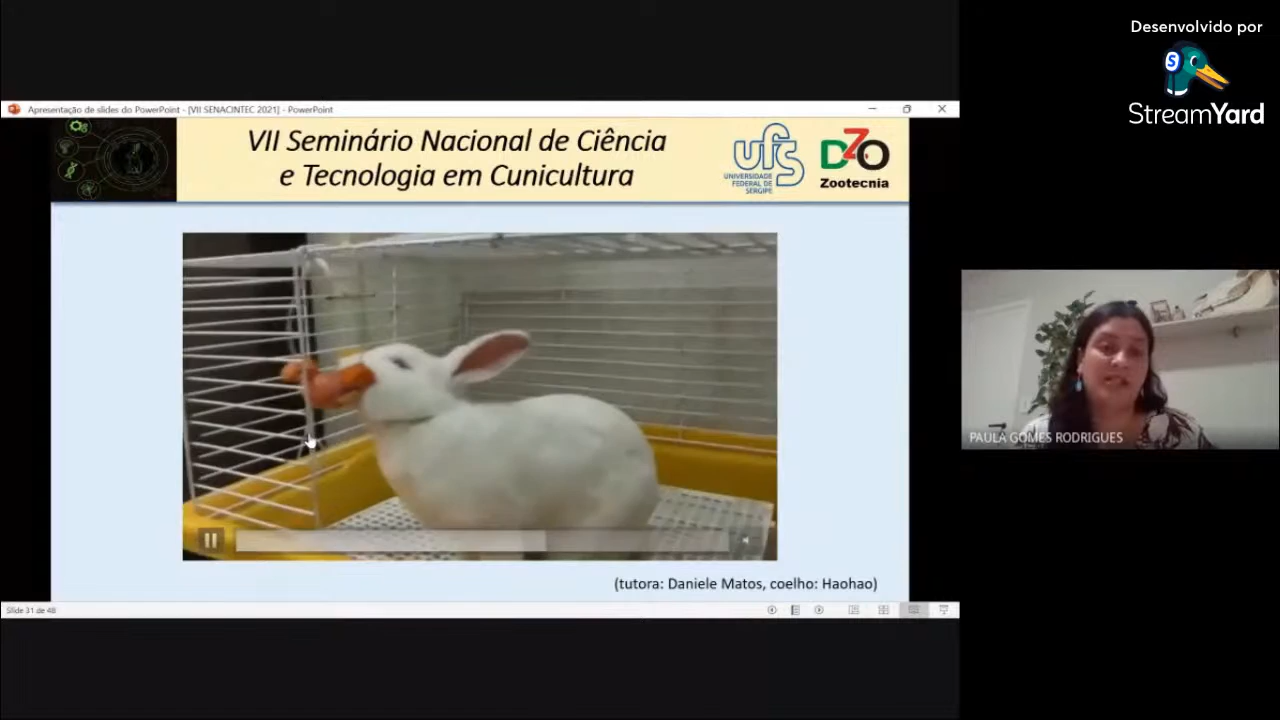 Desenvolvido por
StreamYard
Apresentação de slides do PowerPoint - [VII SENACINTEC 2021] - PowerPoint
VII Seminário Nacional de Ciência
e Tecnologia em Cunicultura
ufs
UNIVERSIDADE
FEDERAL DE
SERGIPE
DZO
Zootecnia
PAULA GOMES RODRIGUES
(tutora: Daniele Matos, coelho: Haohao)
Slide 31 de 48